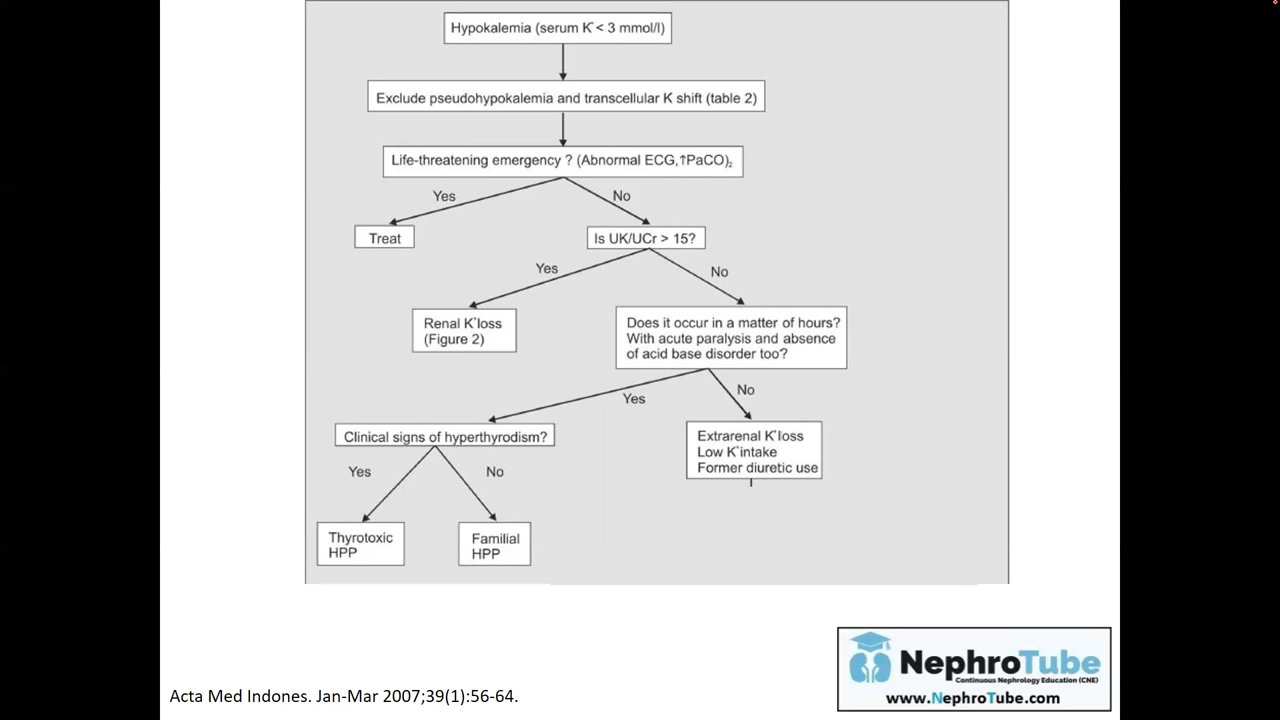 Hypokalemia (serum K⁺< 3 mmol/l)
Exclude pseudohypokalemia and transcellular K shift (table 2)
Life-threatening emergency ? (Abnormal ECG,↑PaCO)₂
Yes
No
Treat
Is UK/UCr > 15?
Yes
No
Renal K⁺loss
(Figure 2)
Does it occur in a matter of hours?
With acute paralysis and absence
of acid base disorder too?
Yes
No
Clinical signs of hyperthyrodism?
Extrarenal K⁺loss
Low K⁺intake
Former diuretic use
Yes
No
Thyrotoxic
HPP
Familial
HPP
Acta Med Indones. Jan-Mar 2007;39(1):56-64.
NephroTube
Continuous Nephrology Education (CNE)
www.NephroTube.com